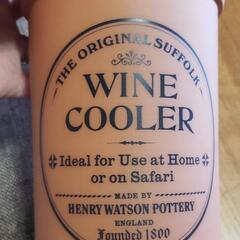 THE ORIGINAL SUFFOLK
WINE
COOLER
Ideal for Use at Home
or on Safari
MADE BY
HENRY WATSON POTTERY
ENGLAND
Founded 1800